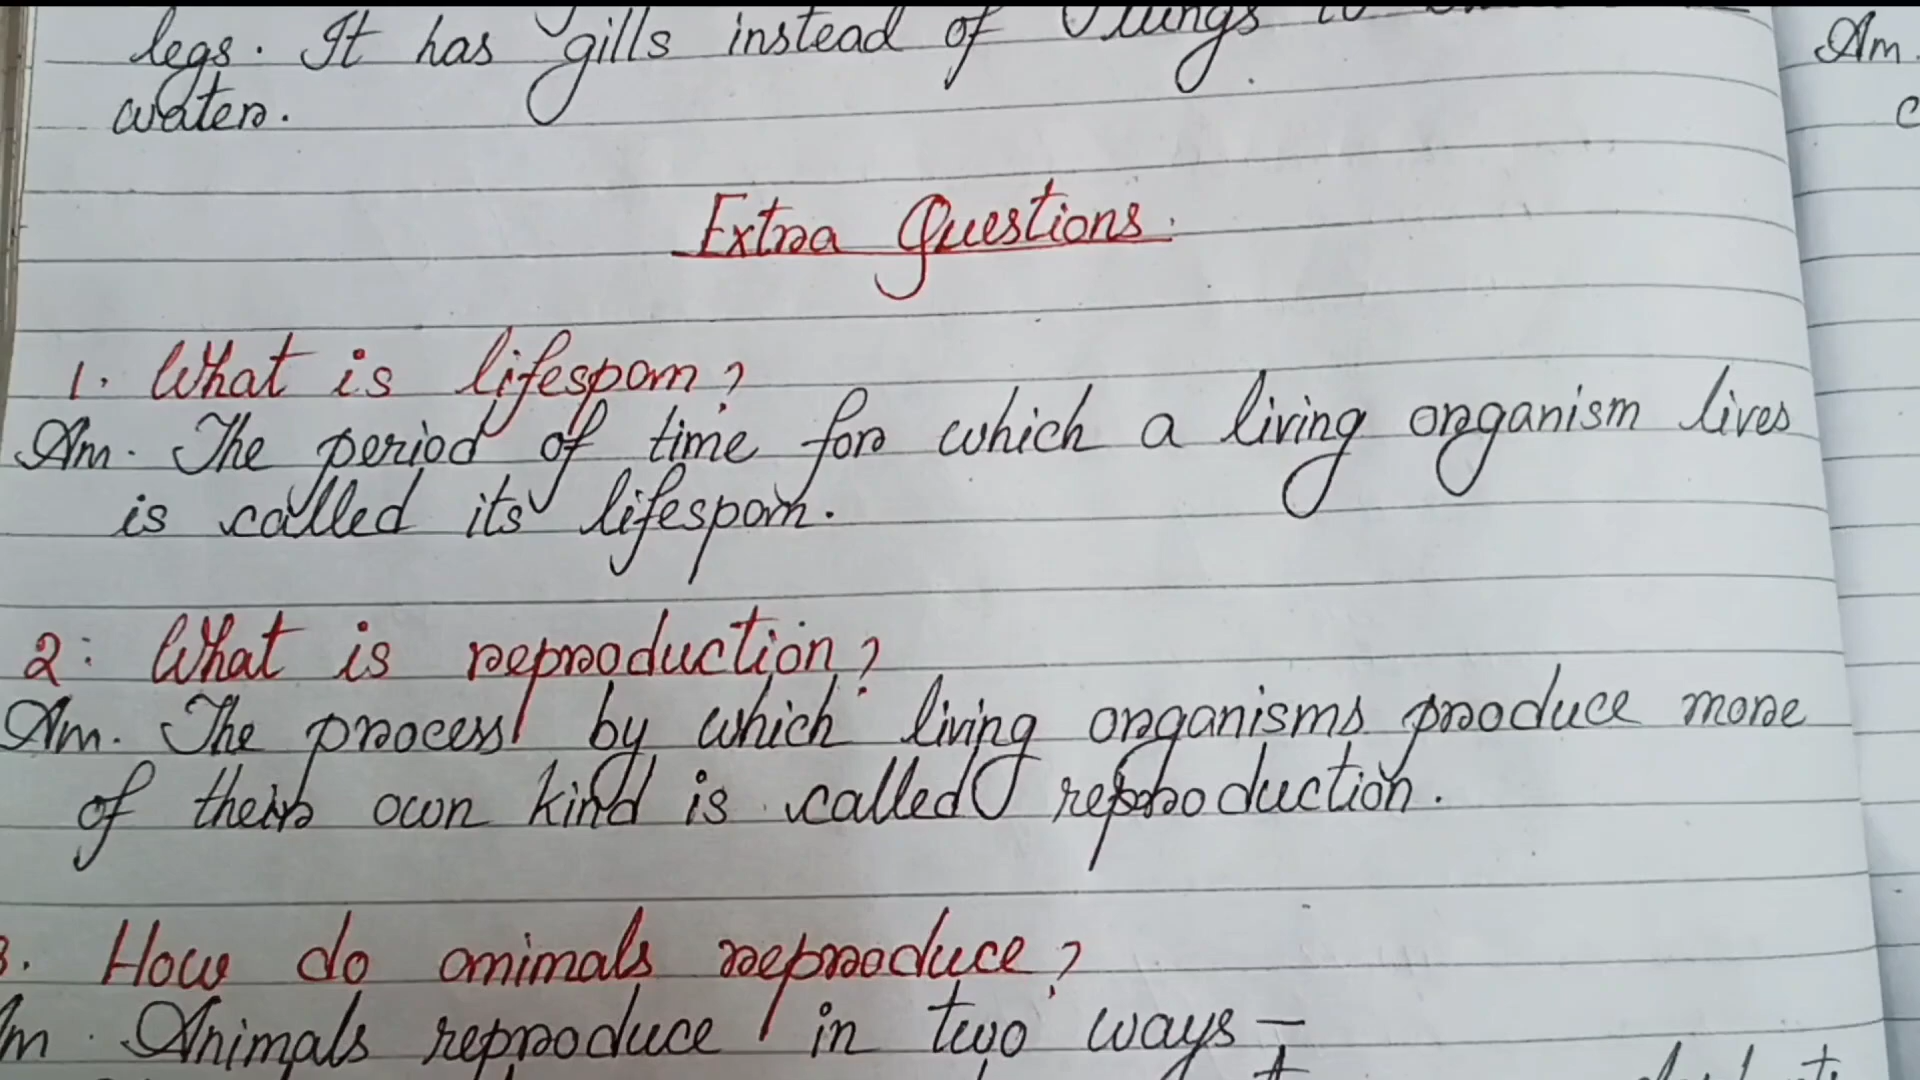 legs. It has gills instead of lungs to
water.
Extra Questions.
1. What is lifespan?
Ans. The period of time for which a living organism lives
is called its lifespan.
2. What is reproduction?
Ans. The process by which living organisms produce more
of their own kind is called reproduction.
3. How do animals reproduce?
Ans. Animals reproduce in two ways –
Ans.